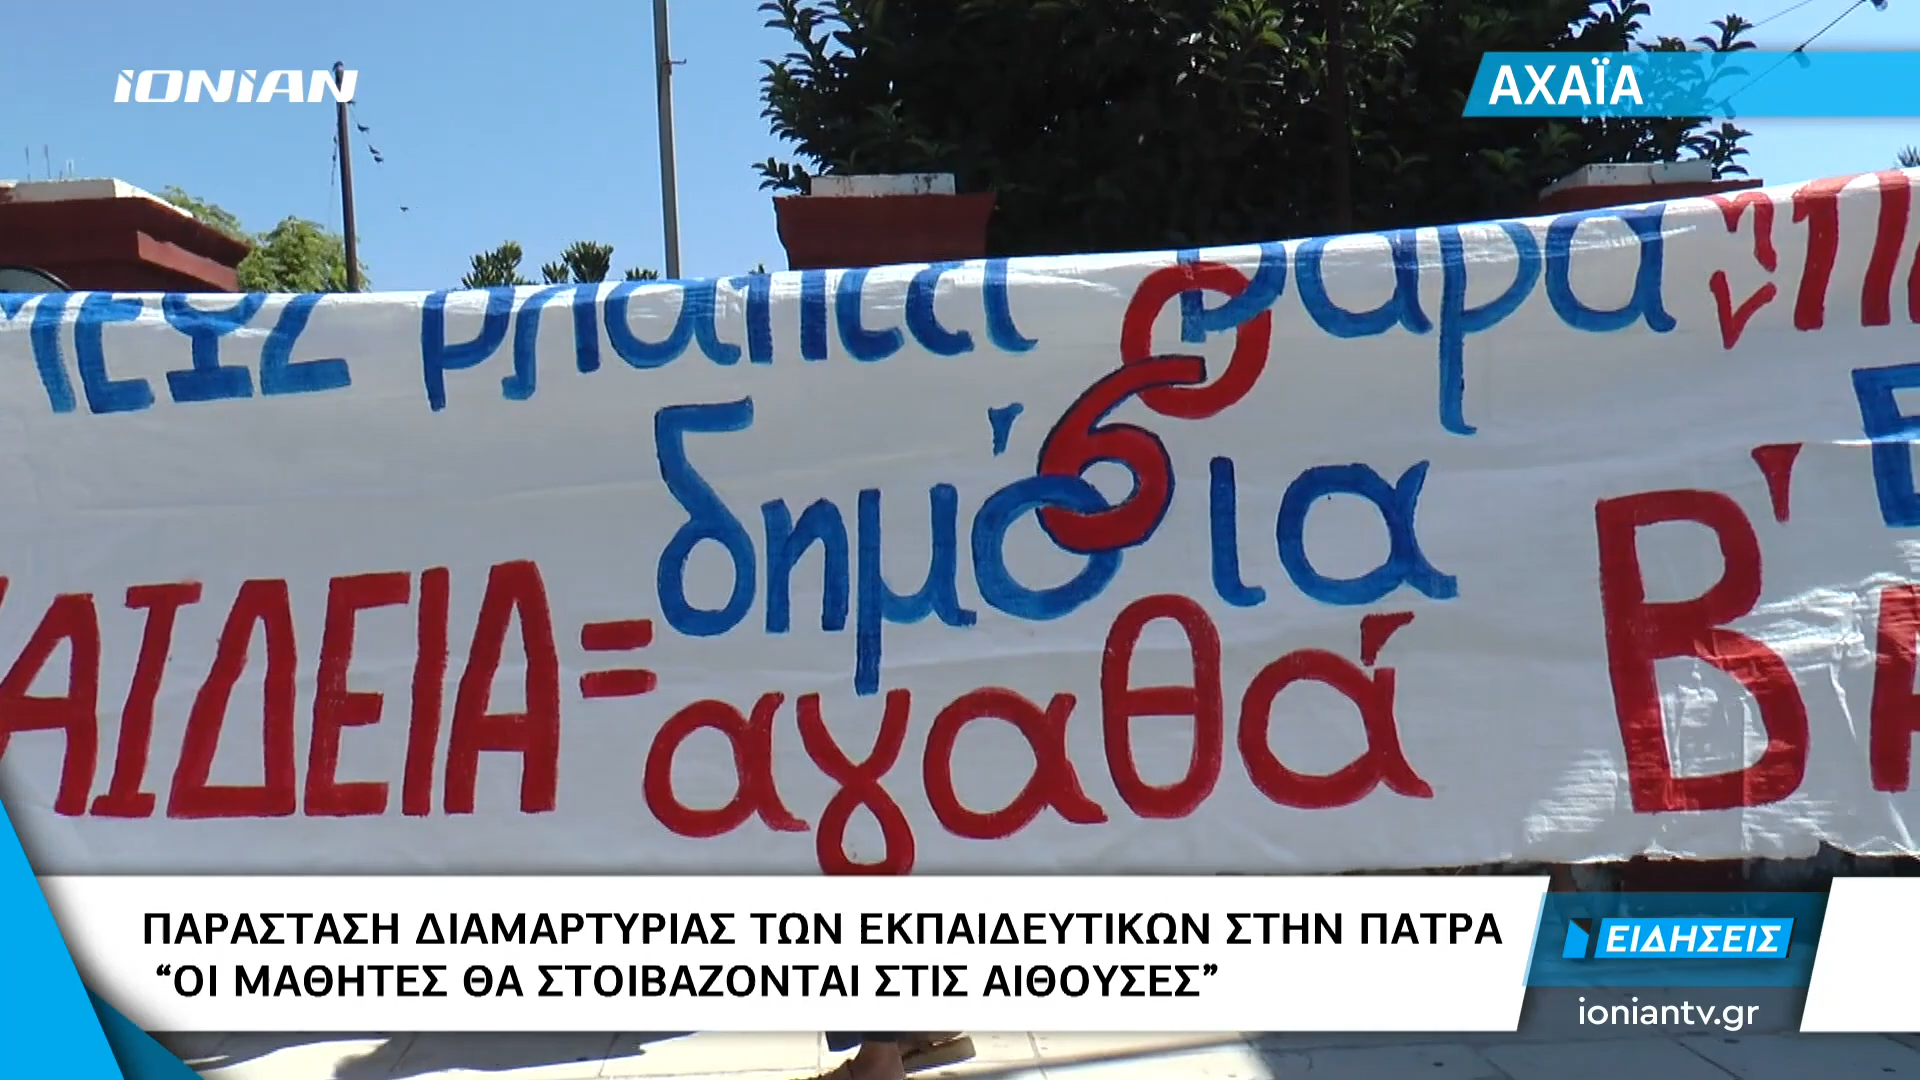 IONIAN
ΑΧΑΪΑ
δημόσια
ΠΑΙΔΕΙΑ = αγαθά
Β'
ΠΑΡΑΣΤΑΣΗ ΔΙΑΜΑΡΤΥΡΙΑΣ ΤΩΝ ΕΚΠΑΙΔΕΥΤΙΚΩΝ ΣΤΗΝ ΠΑΤΡΑ
“ΟΙ ΜΑΘΗΤΕΣ ΘΑ ΣΤΟΙΒΑΖΟΝΤΑΙ ΣΤΙΣ ΑΙΘΟΥΣΕΣ”
ΕΙΔΗΣΕΙΣ
ioniantv.gr